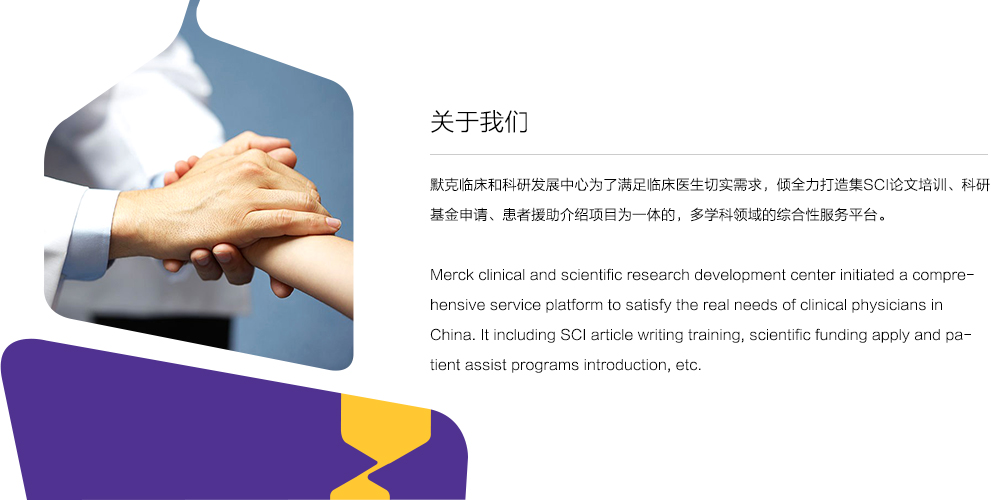 关于我们
默克临床和科研发展中心为了满足临床医生切实需求，倾全力打造集SCI论文培训、科研
基金申请、患者援助介绍项目为一体的，多学科领域的综合性服务平台。
Merck clinical and scientific research development center initiated a compre-
hensive service platform to satisfy the real needs of clinical physicians in
China. It including SCI article writing training, scientific funding apply and pa-
tient assist programs introduction, etc.